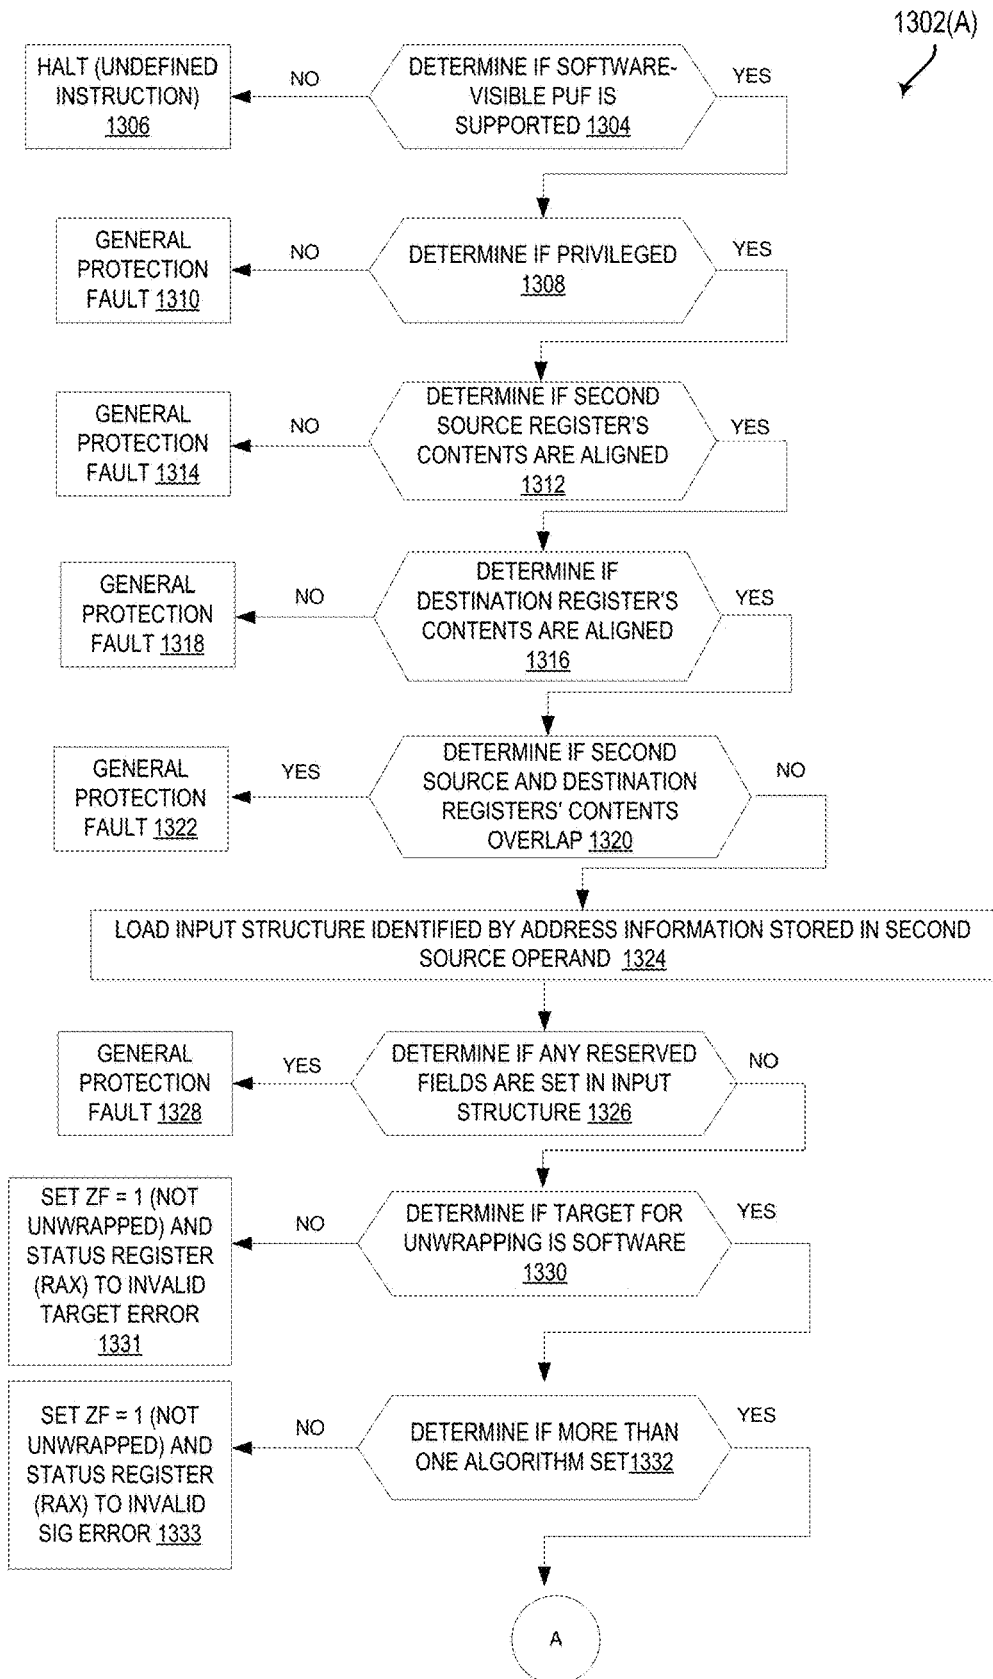 1302(A)
HALT (UNDEFINED
INSTRUCTION)
1306
NO
DETERMINE IF SOFTWARE-
VISIBLE PUF IS
SUPPORTED 1304
YES
GENERAL
PROTECTION
FAULT 1310
NO
DETERMINE IF PRIVILEGED
1308
YES
GENERAL
PROTECTION
FAULT 1314
NO
DETERMINE IF SECOND
SOURCE REGISTER'S
CONTENTS ARE ALIGNED
1312
YES
GENERAL
PROTECTION
FAULT 1318
NO
DETERMINE IF
DESTINATION REGISTER'S
CONTENTS ARE ALIGNED
1316
YES
GENERAL
PROTECTION
FAULT 1322
YES
DETERMINE IF SECOND
SOURCE AND DESTINATION
REGISTERS' CONTENTS
OVERLAP 1320
NO
LOAD INPUT STRUCTURE IDENTIFIED BY ADDRESS INFORMATION STORED IN SECOND
SOURCE OPERAND 1324
GENERAL
PROTECTION
FAULT 1328
YES
DETERMINE IF ANY RESERVED
FIELDS ARE SET IN INPUT
STRUCTURE 1326
NO
SET ZF = 1 (NOT
UNWRAPPED) AND
STATUS REGISTER
(RAX) TO INVALID
TARGET ERROR
1331
NO
DETERMINE IF TARGET FOR
UNWRAPPING IS SOFTWARE
1330
YES
SET ZF = 1 (NOT
UNWRAPPED) AND
STATUS REGISTER
(RAX) TO INVALID
SIG ERROR 1333
NO
DETERMINE IF MORE THAN
ONE ALGORITHM SET1332
YES
A